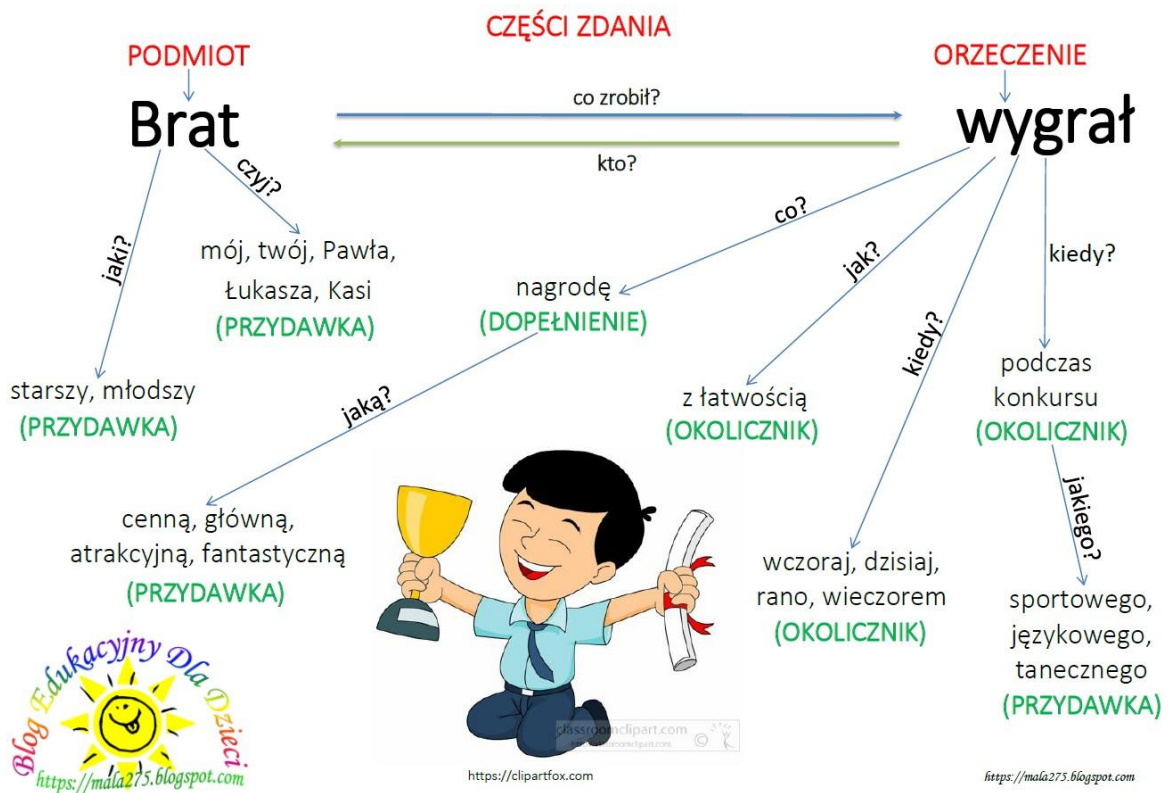 CZĘŚCI ZDANIA
PODMIOT
ORZECZENIE
Brat
co zrobił?
kto?
wygrał
jaki?
czyj?
mój, twój, Pawła,
Łukasza, Kasi
(PRZYDAWKA)
starszy, młodszy
(PRZYDAWKA)
co?
nagrodę
(DOPEŁNIENIE)
jaką?
cenną, główną,
atrakcyjną, fantastyczną
(PRZYDAWKA)
jak?
z łatwością
(OKOLICZNIK)
kiedy?
wczoraj, dzisiaj,
rano, wieczorem
(OKOLICZNIK)
kiedy?
podczas
konkursu
(OKOLICZNIK)
jakiego?
sportowego,
językowego,
tanecznego
(PRZYDAWKA)
Blog Edukacyjny Dla Dzieci
https://mala275.blogspot.com
classroomclipart.com
https://clipartfox.com
https://mala275.blogspot.com